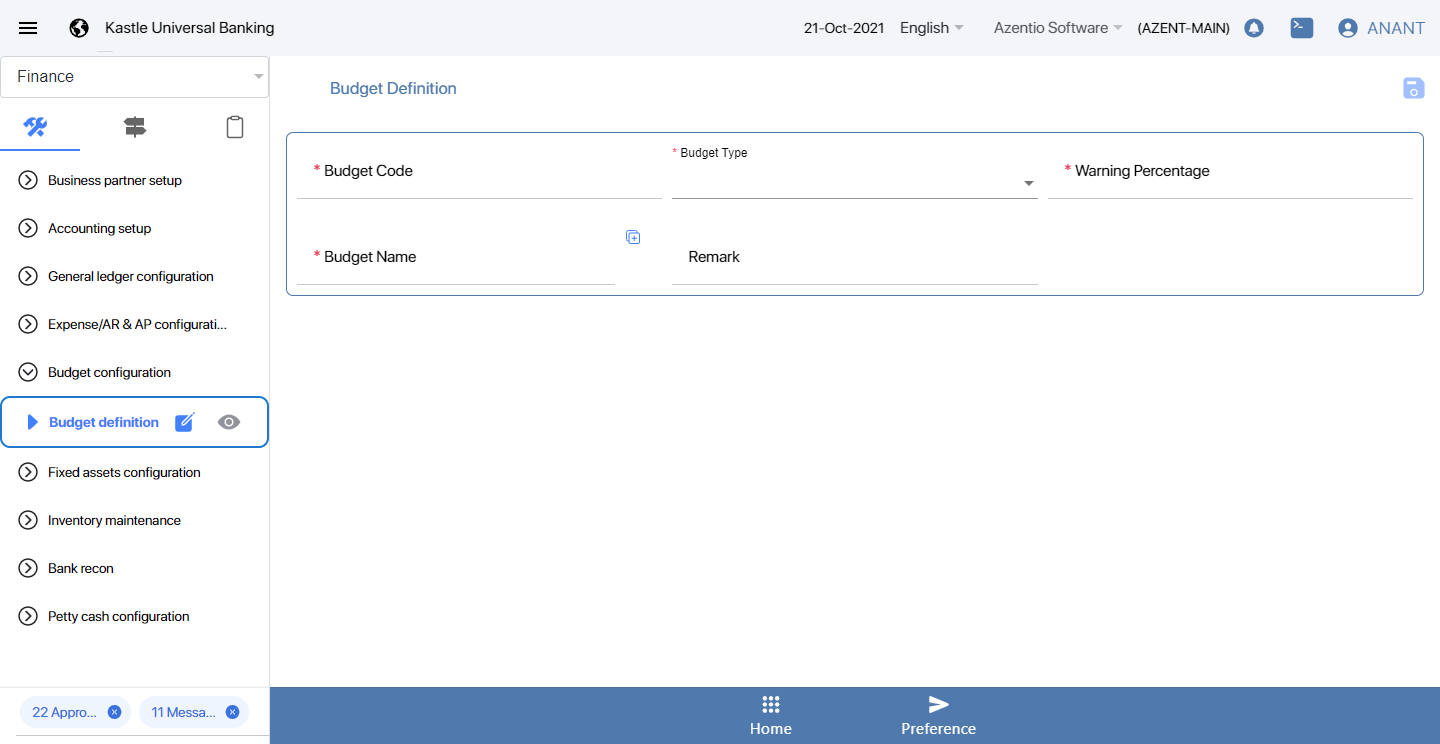 Kastle Universal Banking
21-Oct-2021 English Azentio Software (AZENT-MAIN) ANANT
Finance
Business partner setup
Accounting setup
General ledger configuration
Expense/AR & AP configurati...
Budget configuration
Budget definition
Fixed assets configuration
Inventory maintenance
Bank recon
Petty cash configuration
22 Appro... 11 Messa...
Budget Definition
* Budget Code
* Budget Type
* Warning Percentage
* Budget Name
Remark
Home Preference